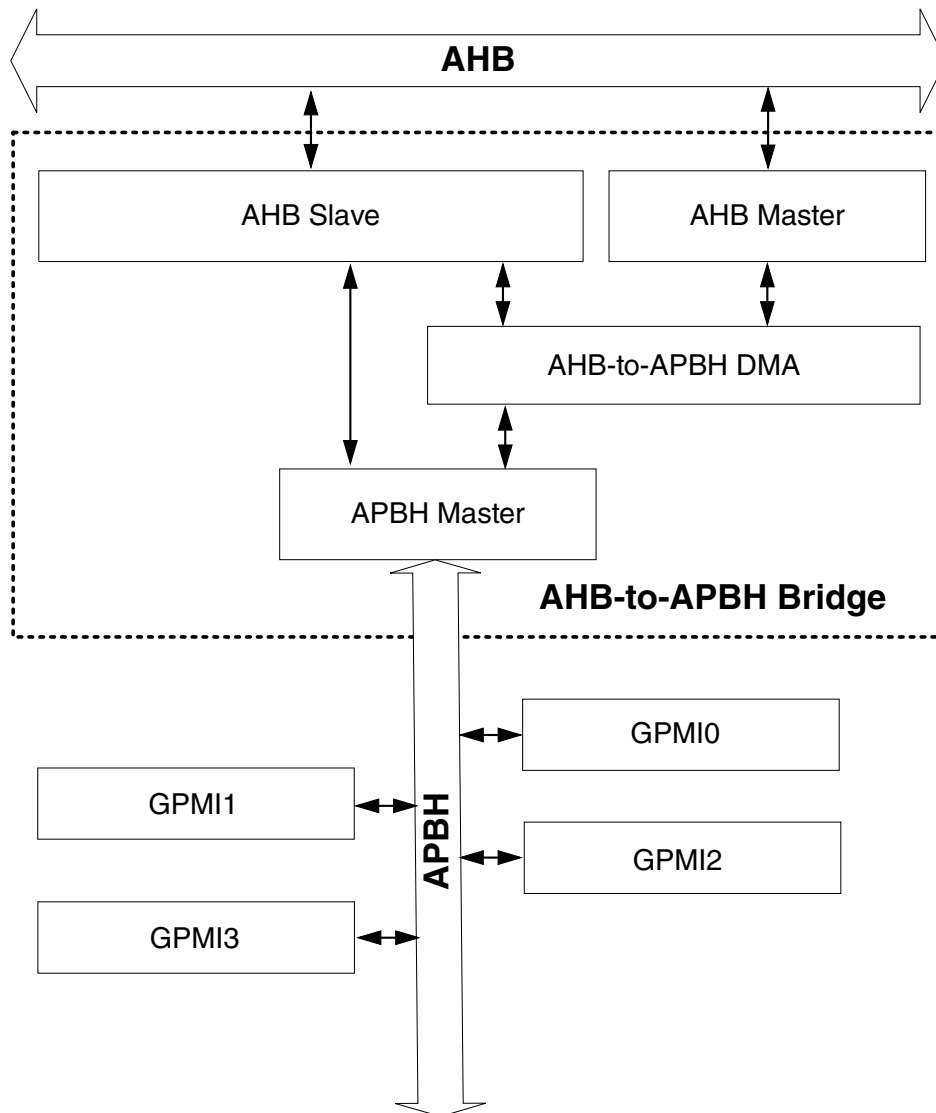 AHB
AHB Slave
AHB Master
AHB-to-APBH DMA
APBH Master
AHB-to-APBH Bridge
GPMI0
GPMI1
APBH
GPMI2
GPMI3